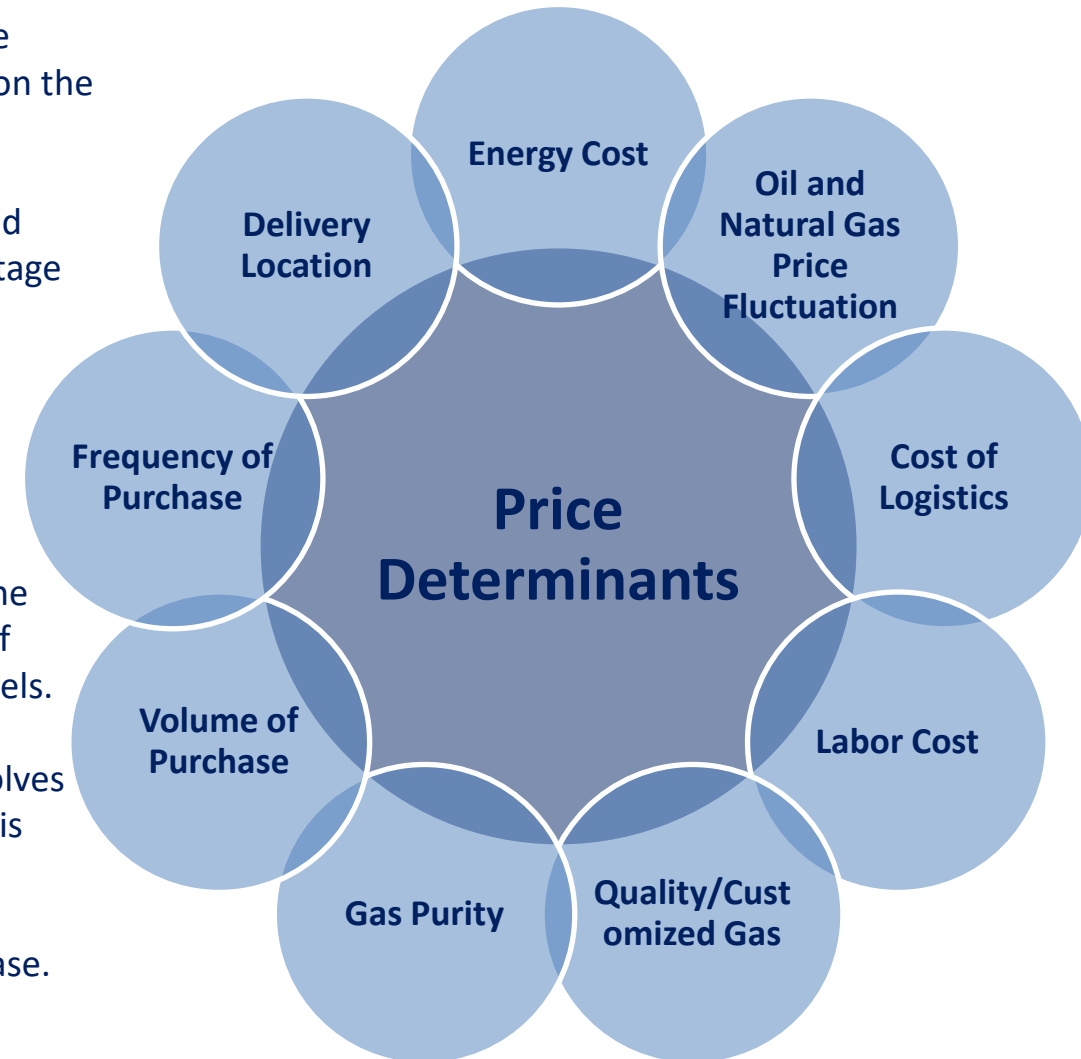 e
on the
d
tage
ne
f
els.
olves
is
ase.
Energy Cost
Oil and
Natural Gas
Price
Fluctuation
Cost of
Logistics
Labor Cost
Quality/Cust
omized Gas
Gas Purity
Volume of
Purchase
Frequency of
Purchase
Delivery
Location
Price
Determinants